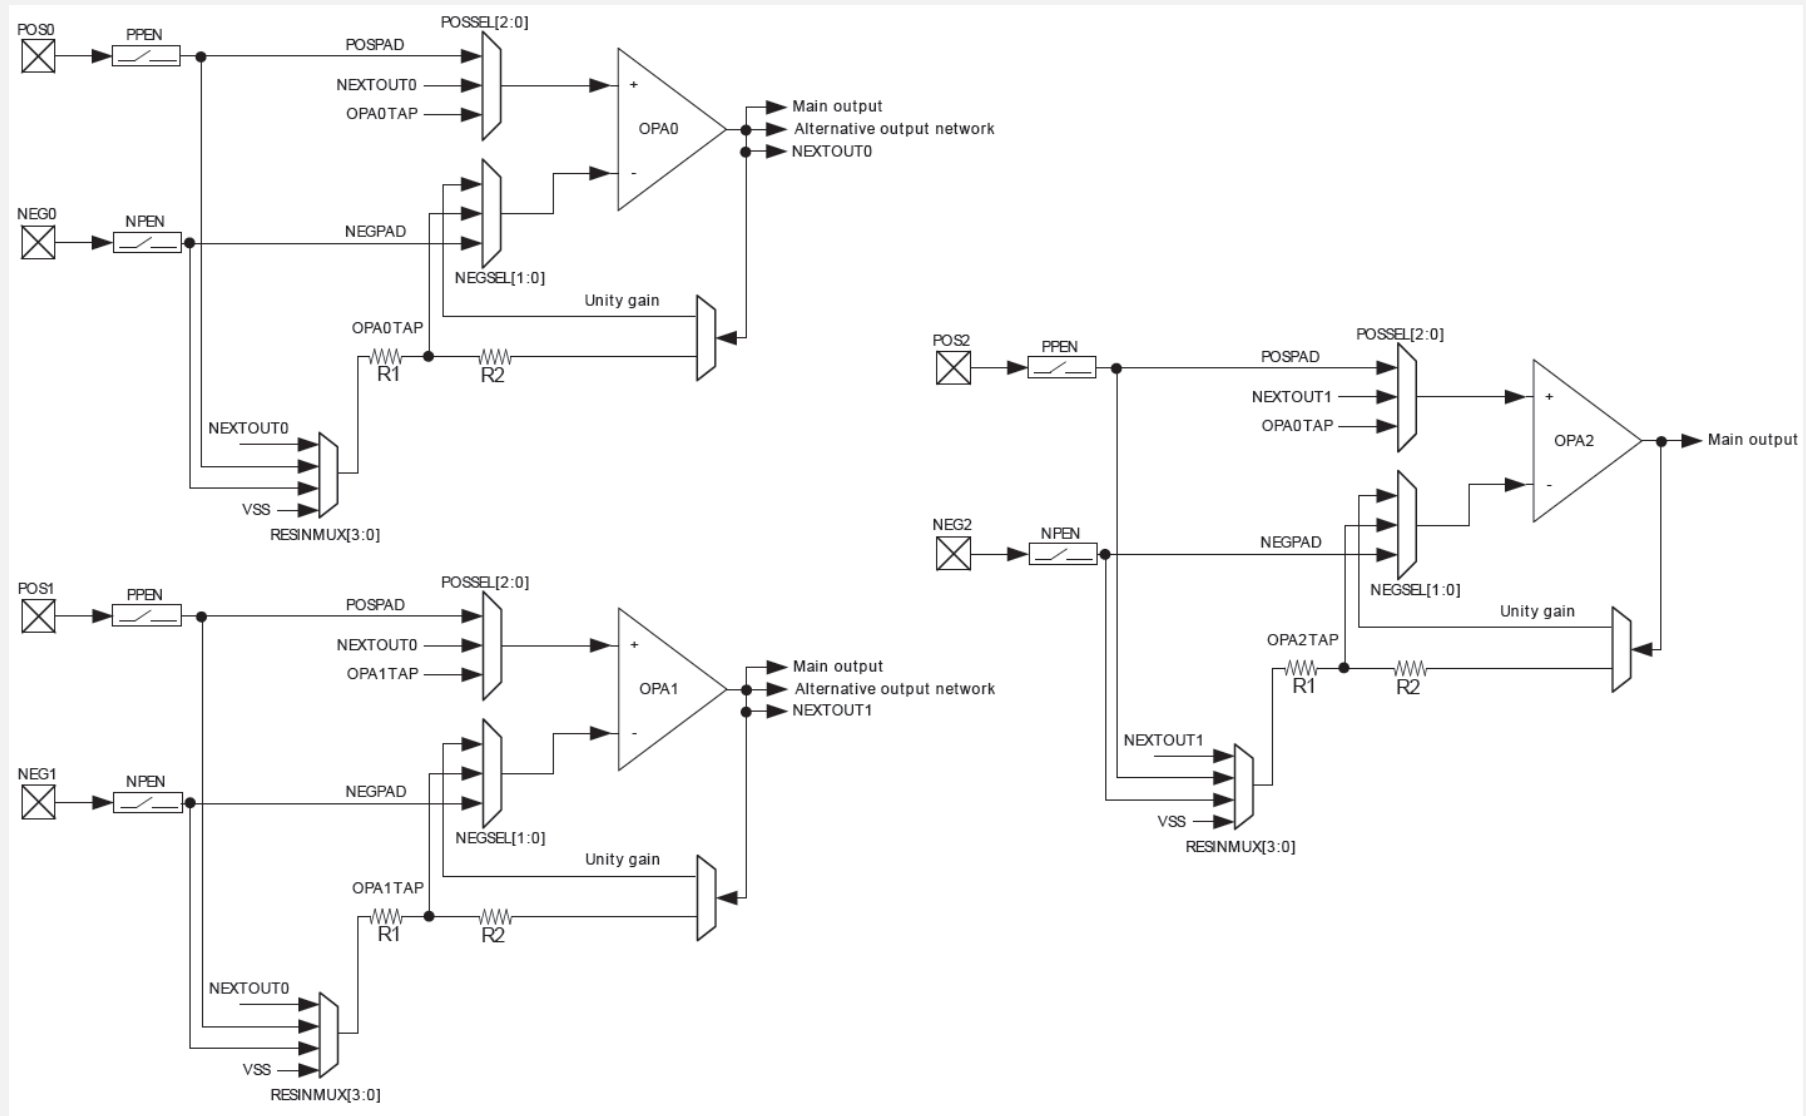 POS0
PPEN
POSSEL[2:0]
POSPAD
NEXTOUT0
OPA0TAP
+
OPA0
-
Main output
Alternative output network
NEXTOUT0
NEG0
NPEN
NEGPAD
NEGSEL[1:0]
Unity gain
OPA0TAP
R1
R2
NEXTOUT0
VSS
RESINMUX[3:0]
POS1
PPEN
POSSEL[2:0]
POSPAD
NEXTOUT0
OPA1TAP
+
OPA1
-
Main output
Alternative output network
NEXTOUT1
NEG1
NPEN
NEGPAD
NEGSEL[1:0]
Unity gain
OPA1TAP
R1
R2
NEXTOUT0
VSS
RESINMUX[3:0]
POS2
PPEN
POSSEL[2:0]
POSPAD
NEXTOUT1
OPA0TAP
+
OPA2
-
Main output
NEG2
NPEN
NEGPAD
NEGSEL[1:0]
Unity gain
OPA2TAP
R1
R2
NEXTOUT1
VSS
RESINMUX[3:0]